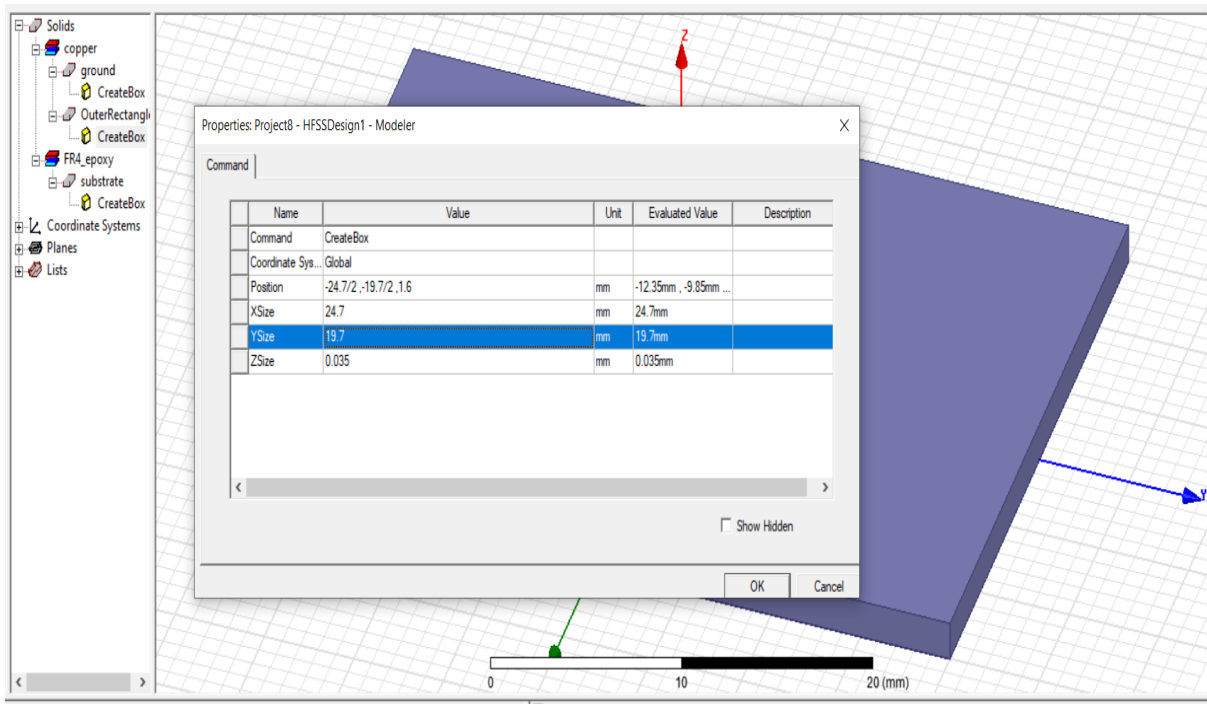 Solids
copper
ground
CreateBox
OuterRectangl
CreateBox
FR4_epoxy
substrate
CreateBox
Coordinate Systems
Planes
Lists
Z
Properties: Project8 - HFSSDesign1 - Modeler
Command
Name Value Unit Evaluated Value Description
Command CreateBox
Coordinate Sys... Global
Position -24.7/2 ,-19.7/2 ,1.6 mm -12.35mm , -9.85mm ...
XSize 24.7 mm 24.7mm
YSize 19.7 mm 19.7mm
ZSize 0.035 mm 0.035mm
Show Hidden
OK Cancel
Y
0 10 20 (mm)